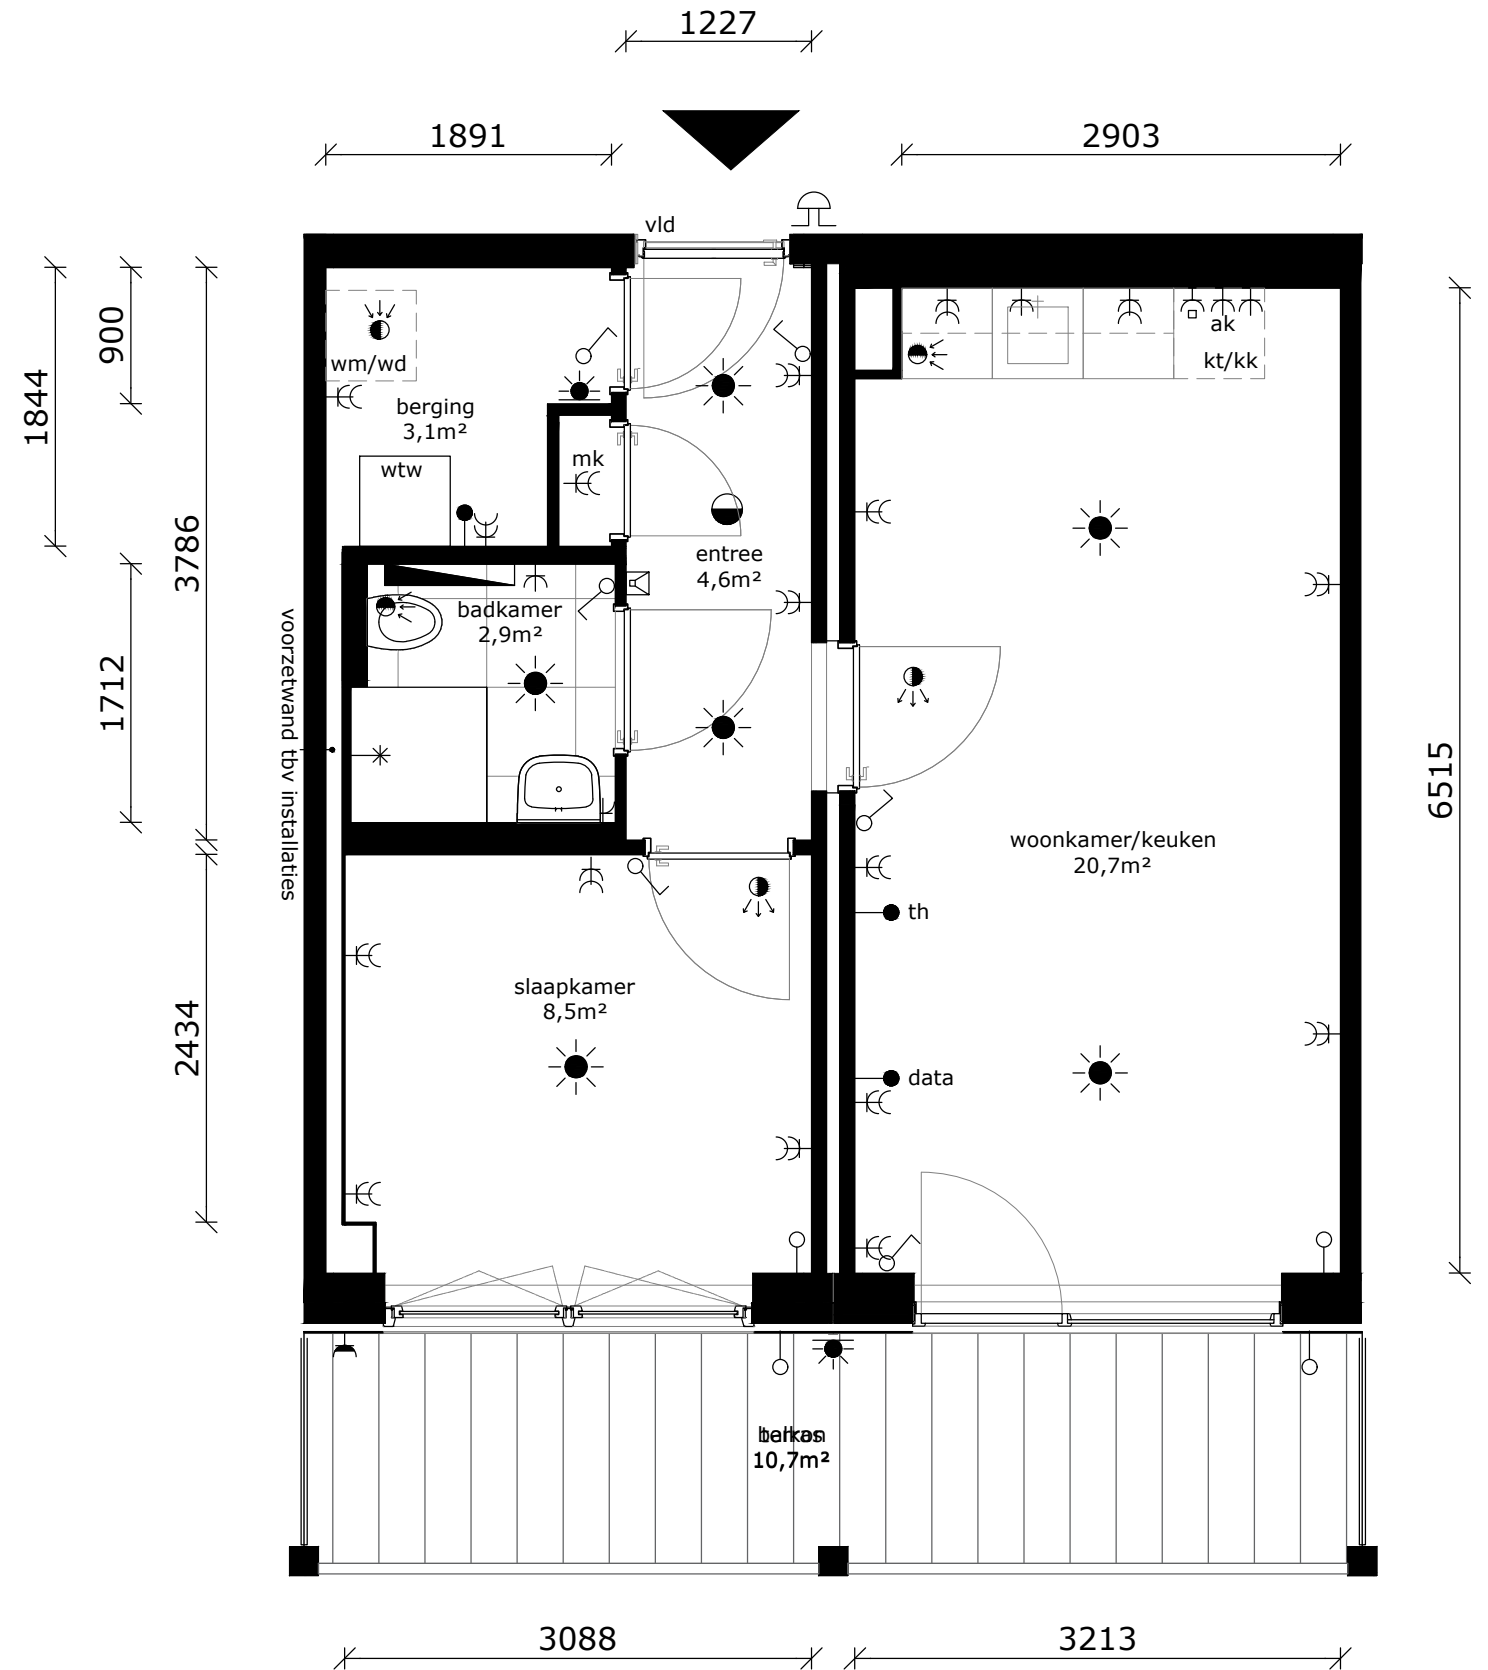 1227
1891
2903
vld
900
1844
3786
1712
2434
6515
wm/wd
berging
3,1m²
wtw
mk
ak
kt/kk
entree
4,6m²
badkamer
2,9m²
voorzetwand tbv installaties
woonkamer/keuken
20,7m²
th
slaapkamer
8,5m²
data
10,7m²
3088
3213